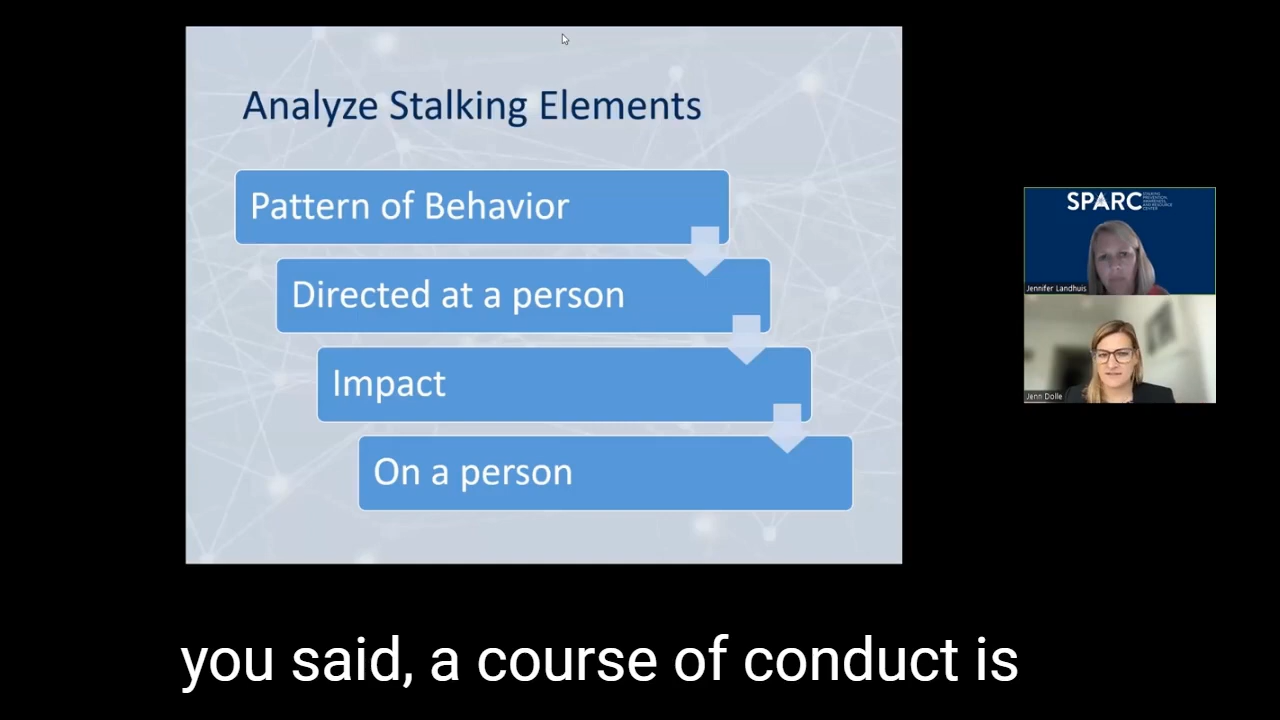 Analyze Stalking Elements
Pattern of Behavior
Directed at a person
Impact
On a person
SPARC
Jennifer Landhuis
Jenn Dolle
you said, a course of conduct is